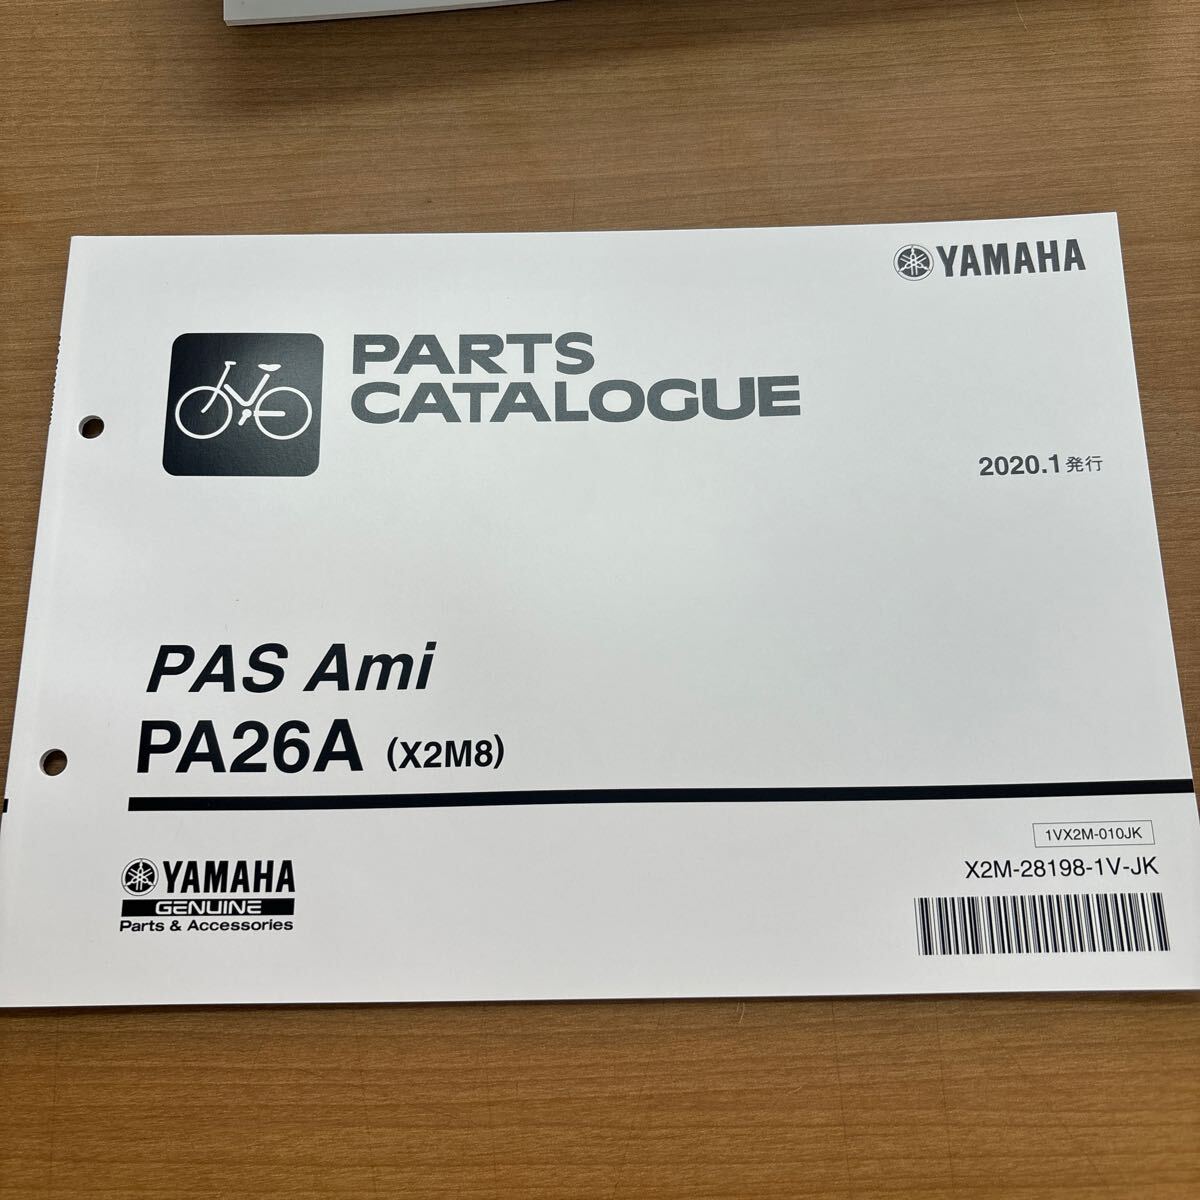 YAMAHA
PARTS
CATALOGUE
2020.1発行
PAS Ami
PA26A (X2M8)
1VX2M-010JK
X2M-28198-1V-JK
YAMAHA
GENUINE
Parts & Accessories